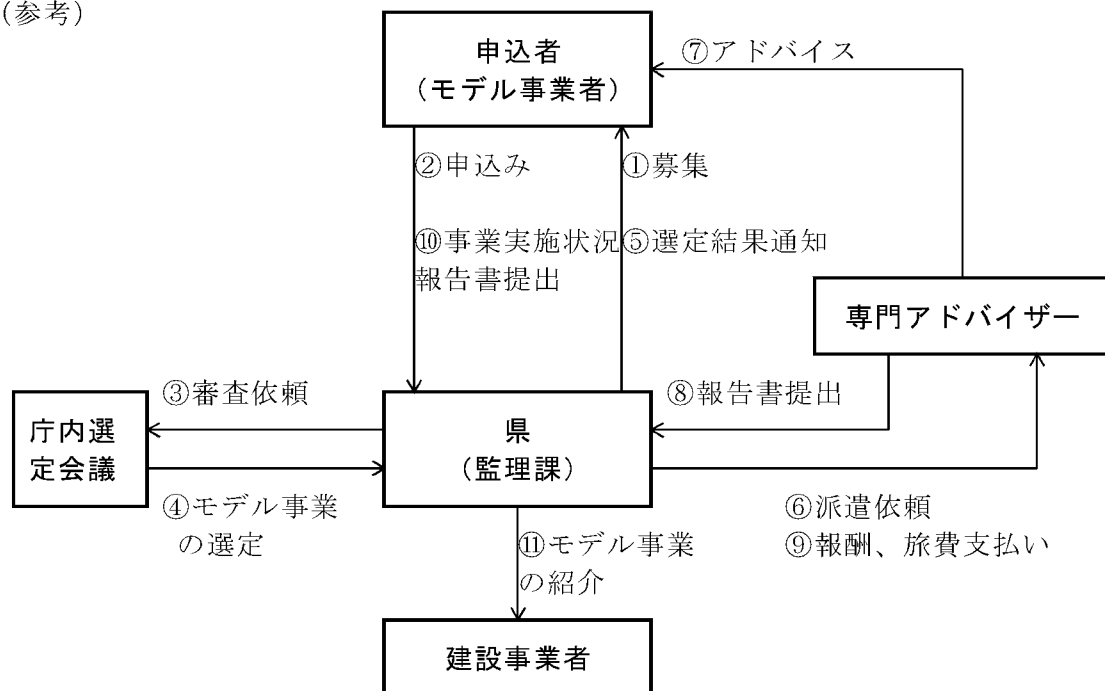 (参考)
申込者
(モデル事業者)
⑦アドバイス
②申込み
①募集
⑩事業実施状況
報告書提出
⑤選定結果通知
専門アドバイザー
③審査依頼
⑧報告書提出
庁内選
定会議
県
(監理課)
④モデル事業
の選定
⑥派遣依頼
⑨報酬、旅費支払い
⑪モデル事業
の紹介
建設事業者